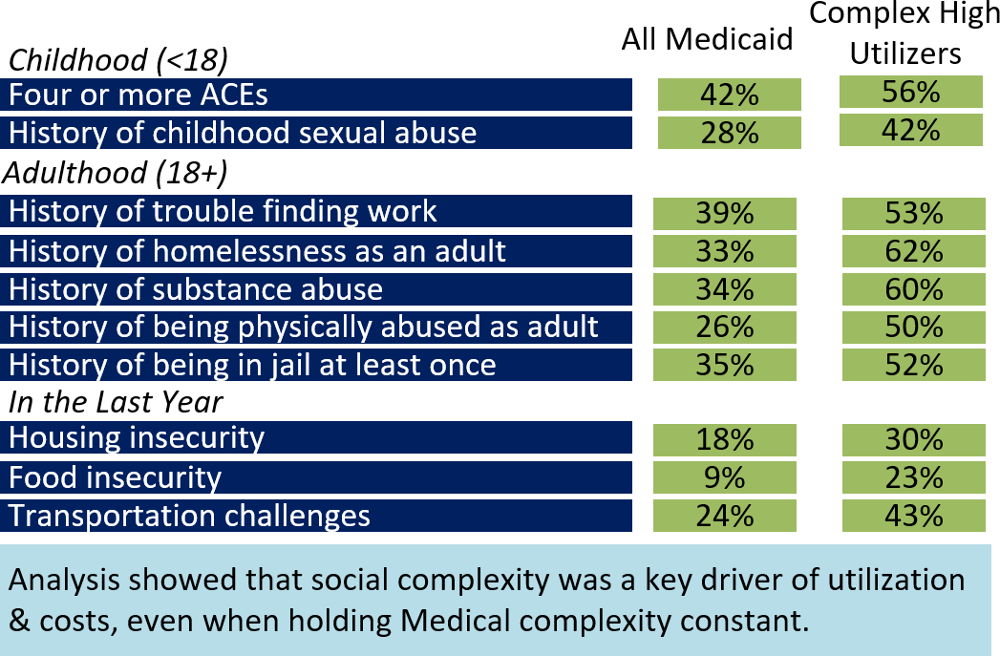 All Medicaid Complex High Utilizers
Childhood (<18)
Four or more ACEs 42% 56%
History of childhood sexual abuse 28% 42%
Adulthood (18+)
History of trouble finding work 39% 53%
History of homelessness as an adult 33% 62%
History of substance abuse 34% 60%
History of being physically abused as adult 26% 50%
History of being in jail at least once 35% 52%
In the Last Year
Housing insecurity 18% 30%
Food insecurity 9% 23%
Transportation challenges 24% 43%
Analysis showed that social complexity was a key driver of utilization
& costs, even when holding Medical complexity constant.